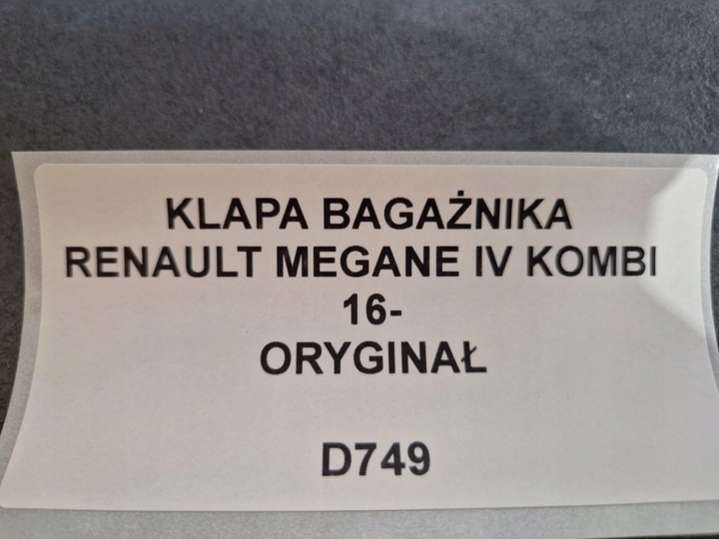 KLAPA BAGAŻNIKA
RENAULT MEGANE IV KOMBI
16-
ORYGINAŁ
D749